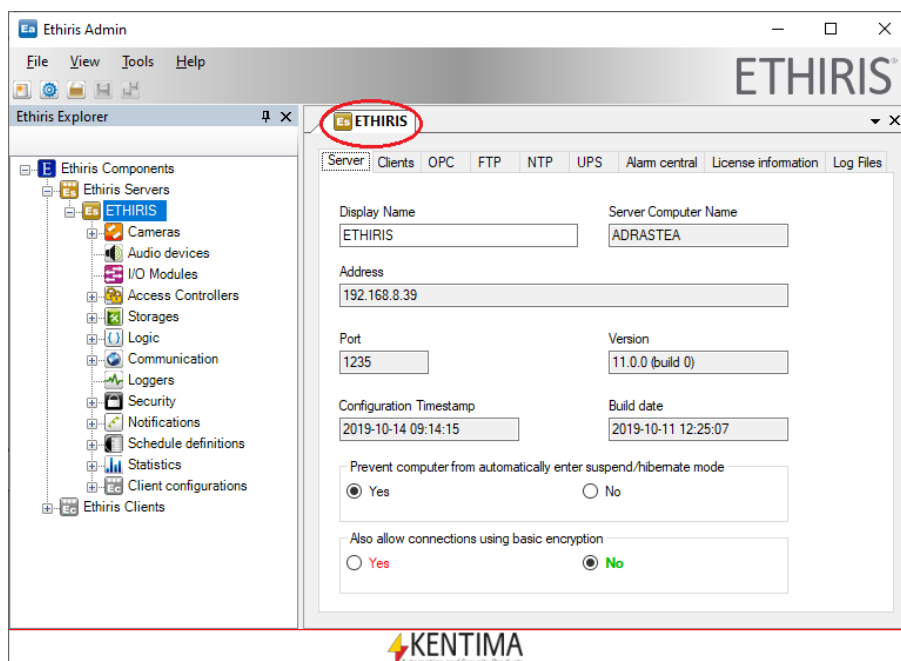 Ethiris Admin
File View Tools Help
ETHIRIS
Ethiris Explorer
ETHIRIS
Server Clients OPC FTP NTP UPS Alarm central License information Log Files
Ethiris Components
Ethiris Servers
ETHIRIS
Cameras
Audio devices
I/O Modules
Access Controllers
Storages
Logic
Communication
Loggers
Security
Notifications
Schedule definitions
Statistics
Client configurations
Ethiris Clients
Display Name Server Computer Name
ETHIRIS ADRASTEA
Address
192.168.8.39
Port Version
1235 11.0.0 (build 0)
Configuration Timestamp Build date
2019-10-14 09:14:15 2019-10-11 12:25:07
Prevent computer from automatically enter suspend/hibernate mode
Yes No
Also allow connections using basic encryption
Yes No
KENTIMA